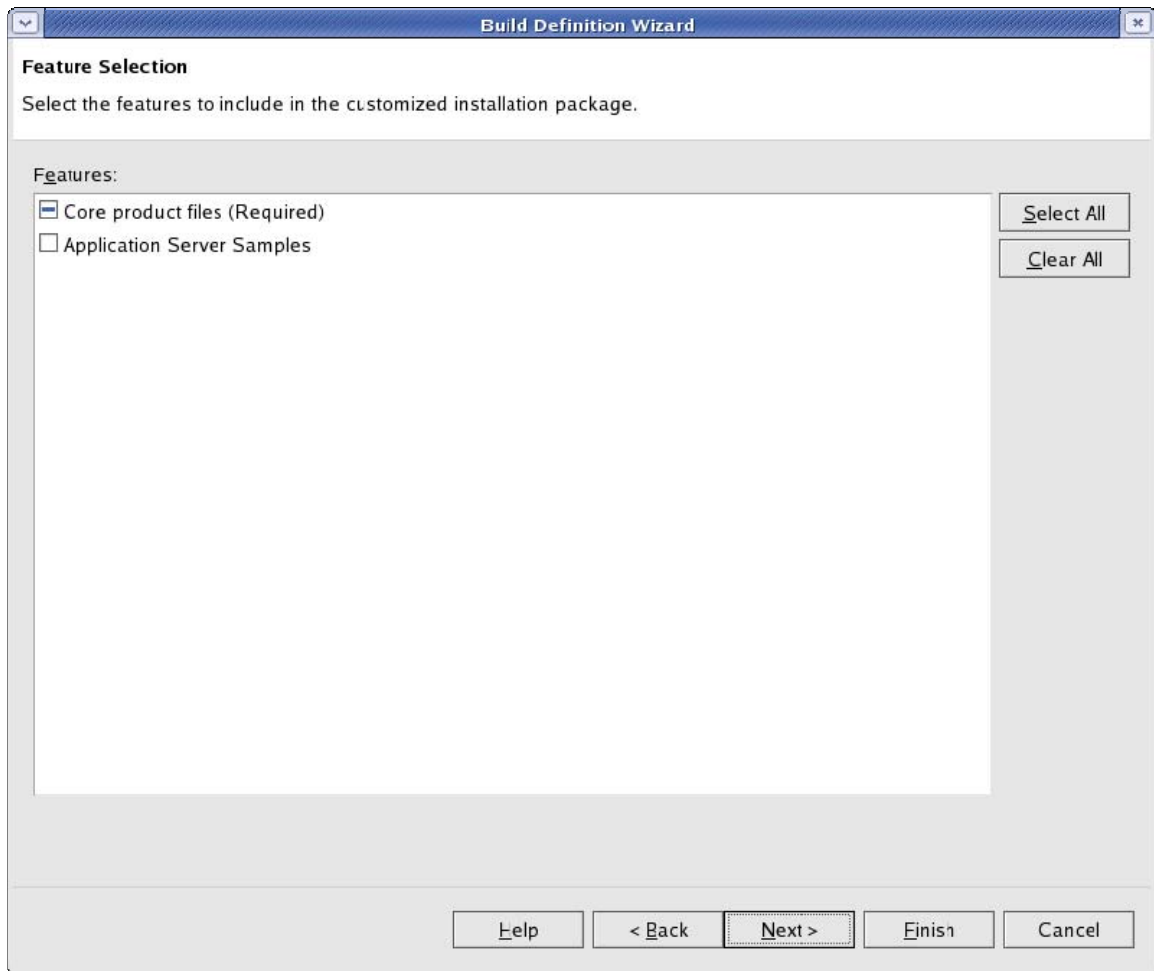 Build Definition Wizard
Feature Selection
Select the features to include in the customized installation package.
Features:
Core product files (Required)
Application Server Samples
Select All
Clear All
Help
< Back
Next >
Finish
Cancel